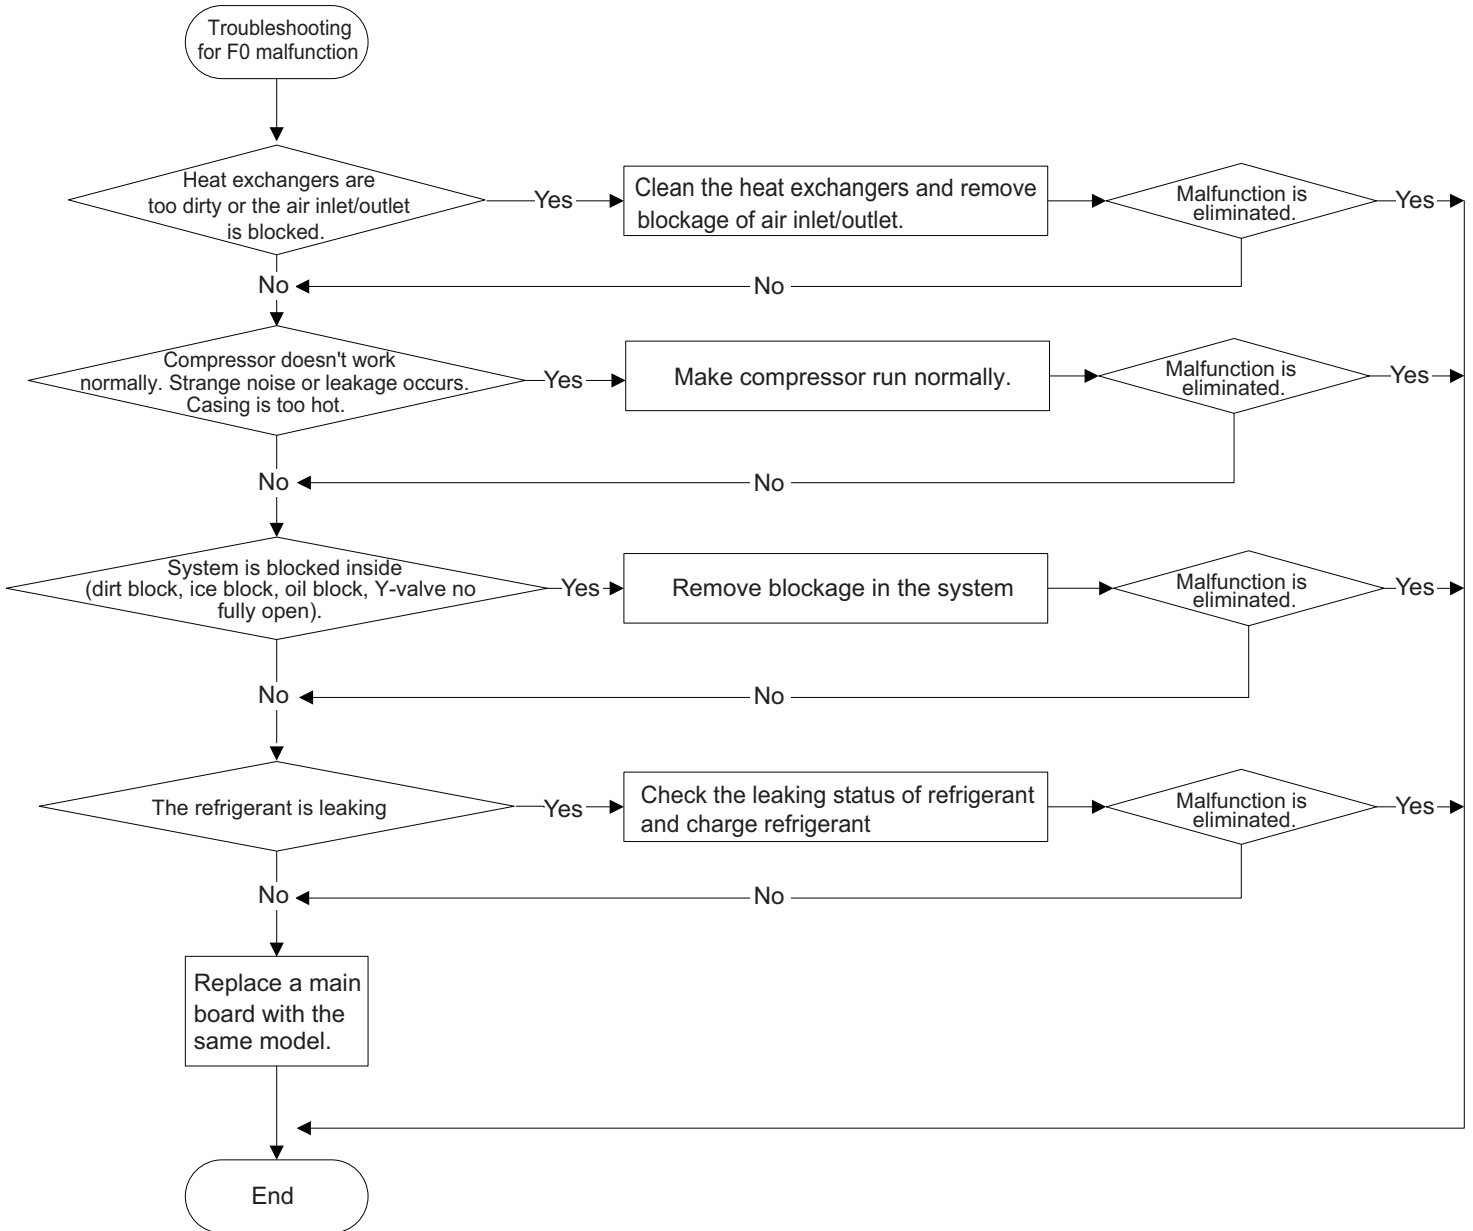 Troubleshooting
for F0 malfunction
Heat exchangers are
too dirty or the air inlet/outlet
is blocked.
Yes
Clean the heat exchangers and remove
blockage of air inlet/outlet.
Malfunction is
eliminated.
Yes
No
No
Compressor doesn't work
normally. Strange noise or leakage occurs.
Casing is too hot.
Yes
Make compressor run normally.
Malfunction is
eliminated.
Yes
No
No
System is blocked inside
(dirt block, ice block, oil block, Y-valve no
fully open).
Yes
Remove blockage in the system
Malfunction is
eliminated.
Yes
No
No
The refrigerant is leaking
Yes
Check the leaking status of refrigerant
and charge refrigerant
Malfunction is
eliminated.
Yes
No
No
Replace a main
board with the
same model.
End